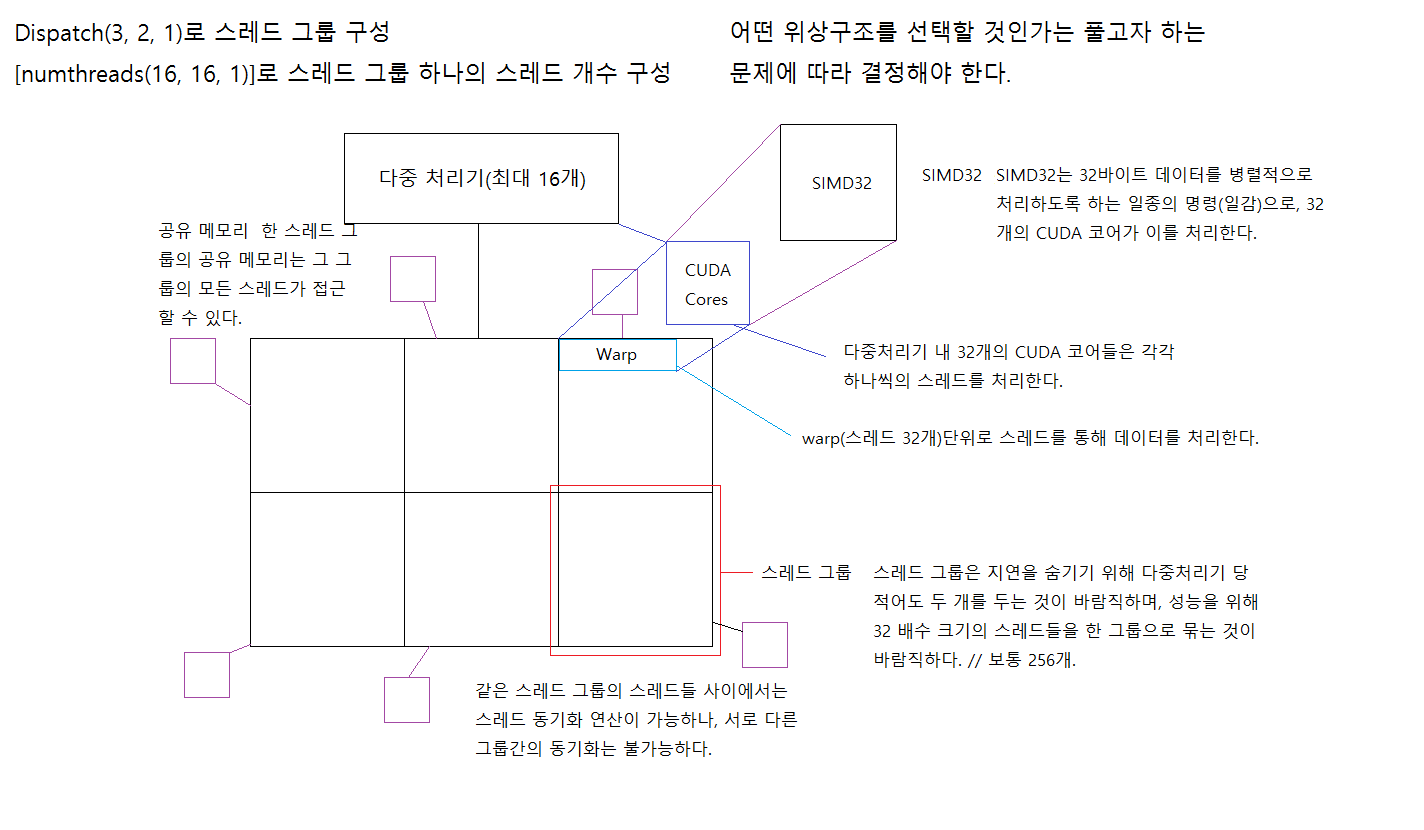 Dispatch(3, 2, 1)로 스레드 그룹 구성
[numthreads(16, 16, 1)]로 스레드 그룹 하나의 스레드 개수 구성
어떤 위상구조를 선택할 것인가는 풀고자 하는
문제에 따라 결정해야 한다.
다중 처리기(최대 16개)
SIMD32
SIMD32 SIMD32는 32바이트 데이터를 병렬적으로
처리하도록 하는 일종의 명령(일감)으로, 32
개의 CUDA 코어가 이를 처리한다.
공유 메모리 한 스레드 그
룹의 공유 메모리는 그 그
룹의 모든 스레드가 접근
할 수 있다.
CUDA
Cores
Warp
다중처리기 내 32개의 CUDA 코어들은 각각
하나씩의 스레드를 처리한다.
warp(스레드 32개)단위로 스레드를 통해 데이터를 처리한다.
스레드 그룹 스레드 그룹은 지연을 숨기기 위해 다중처리기 당
적어도 두 개를 두는 것이 바람직하며, 성능을 위해
32 배수 크기의 스레드들을 한 그룹으로 묶는 것이
바람직하다. // 보통 256개.
같은 스레드 그룹의 스레드들 사이에서는
스레드 동기화 연산이 가능하나, 서로 다른
그룹간의 동기화는 불가능하다.